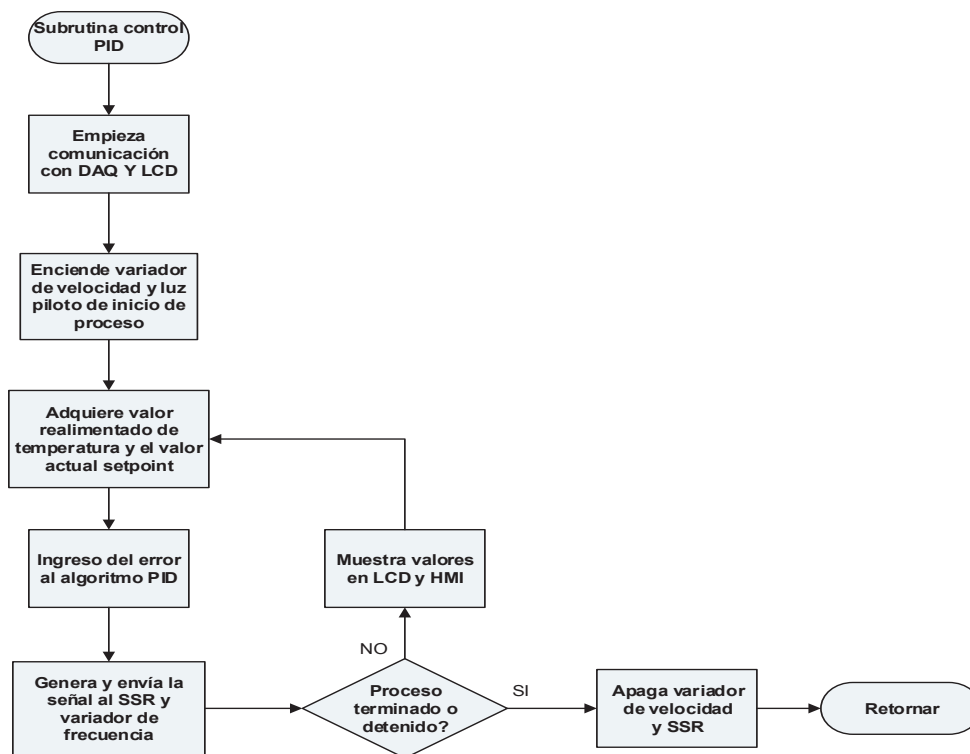 Subrutina control
PID
Empieza
comunicación
con DAQ Y LCD
Enciende variador
de velocidad y luz
piloto de inicio de
proceso
Adquiere valor
realimentado de
temperatura y el valor
actual setpoint
Ingreso del error
al algoritmo PID
Muestra valores
en LCD y HMI
NO
Genera y envía la
señal al SSR y
variador de
frecuencia
Proceso
terminado o
detenido?
SI
Apaga variador
de velocidad
y SSR
Retornar